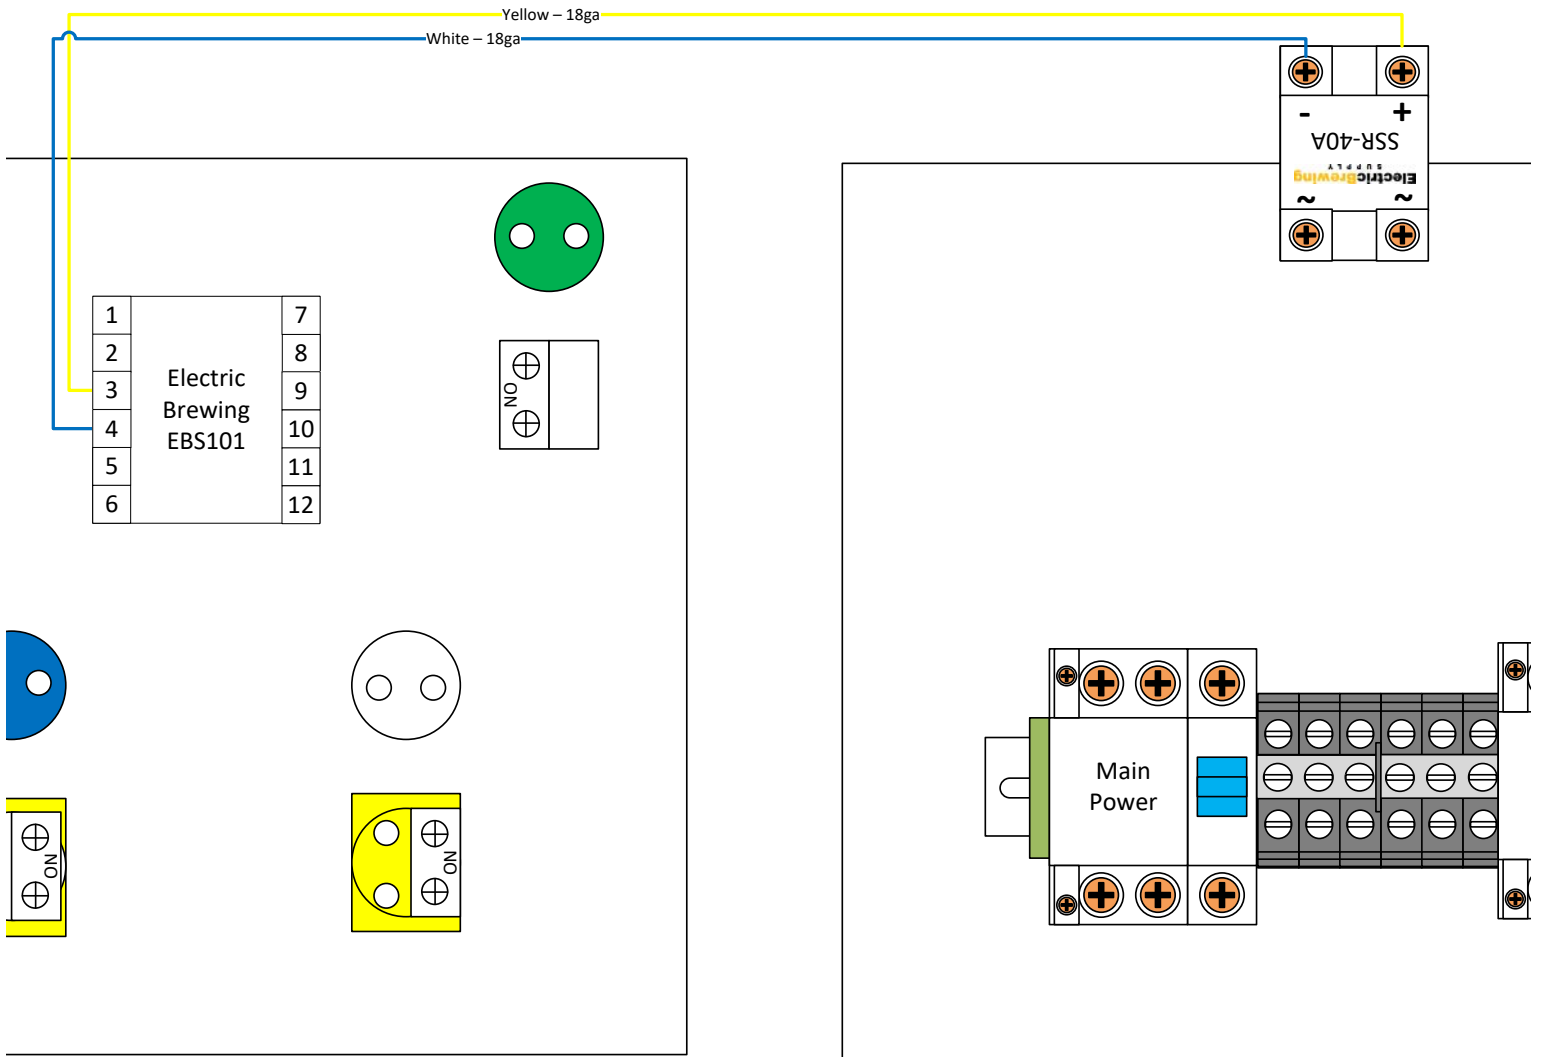 Yellow – 18ga
White – 18ga
- +
SSR-40A
ElectricBrewing
SUPPLY
~ ~
1
2
3
4
5
6
Electric
Brewing
EBS101
7
8
9
10
11
12
NO
NO
NO
Main
Power